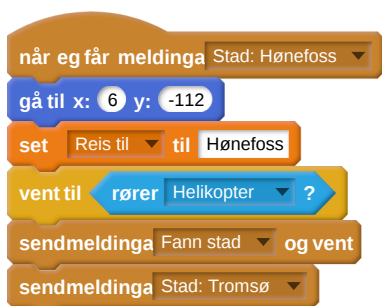 når eg får meldinga Stad: Hønefoss
gå til x: 6 y: -112
set Reis til til Hønefoss
vent til rører Helikopter ?
sendmeldinga Fann stad og vent
sendmeldinga Stad: Tromsø